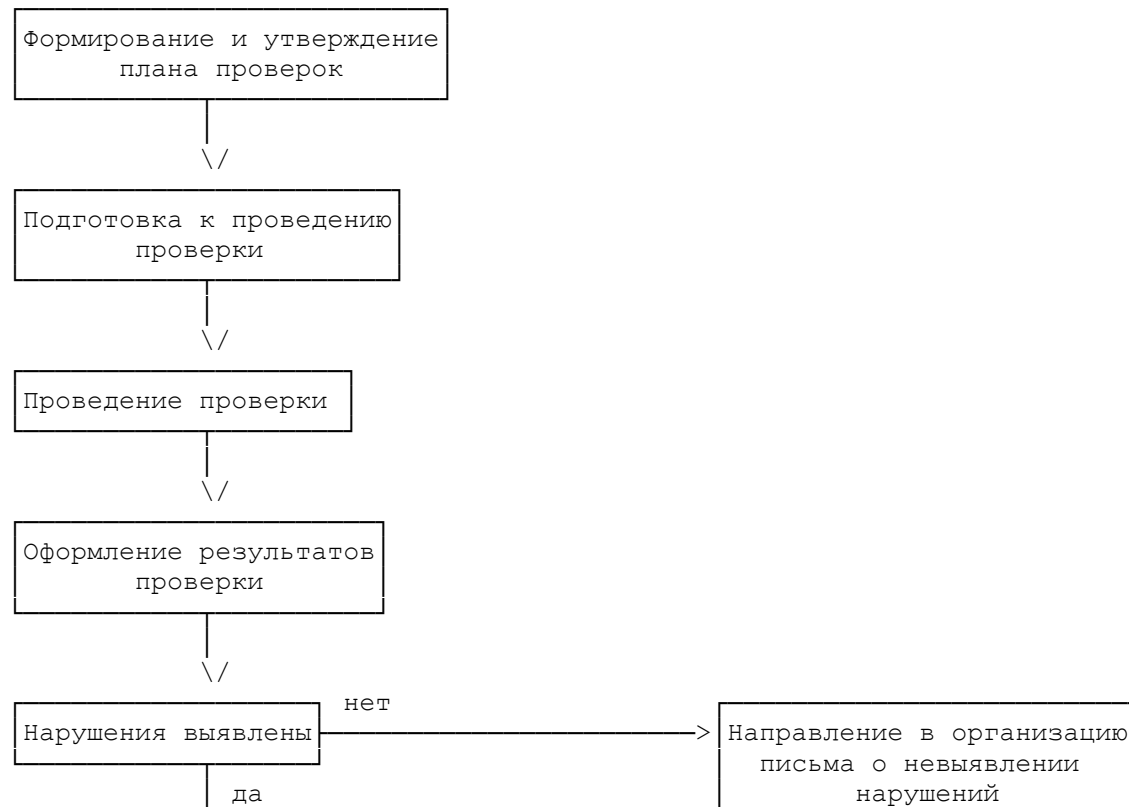 Формирование и утверждение
плана проверок
Подготовка к проведению
проверки
Проведение проверки
Оформление результатов
проверки
нет
Нарушения выявлены
Направление в организацию
письма о невыявлении
нарушений
да